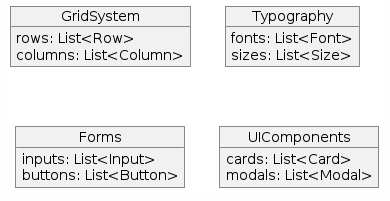 GridSystem
rows: List<Row>
columns: List<Column>
Typography
fonts: List<Font>
sizes: List<Size>
Forms
inputs: List<Input>
buttons: List<Button>
UIComponents
cards: List<Card>
modals: List<Modal>